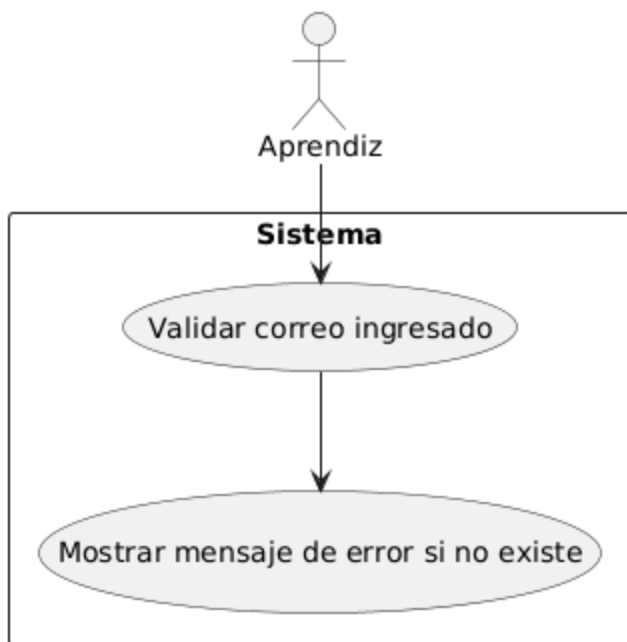 Aprendiz
Sistema
Validar correo ingresado
Mostrar mensaje de error si no existe